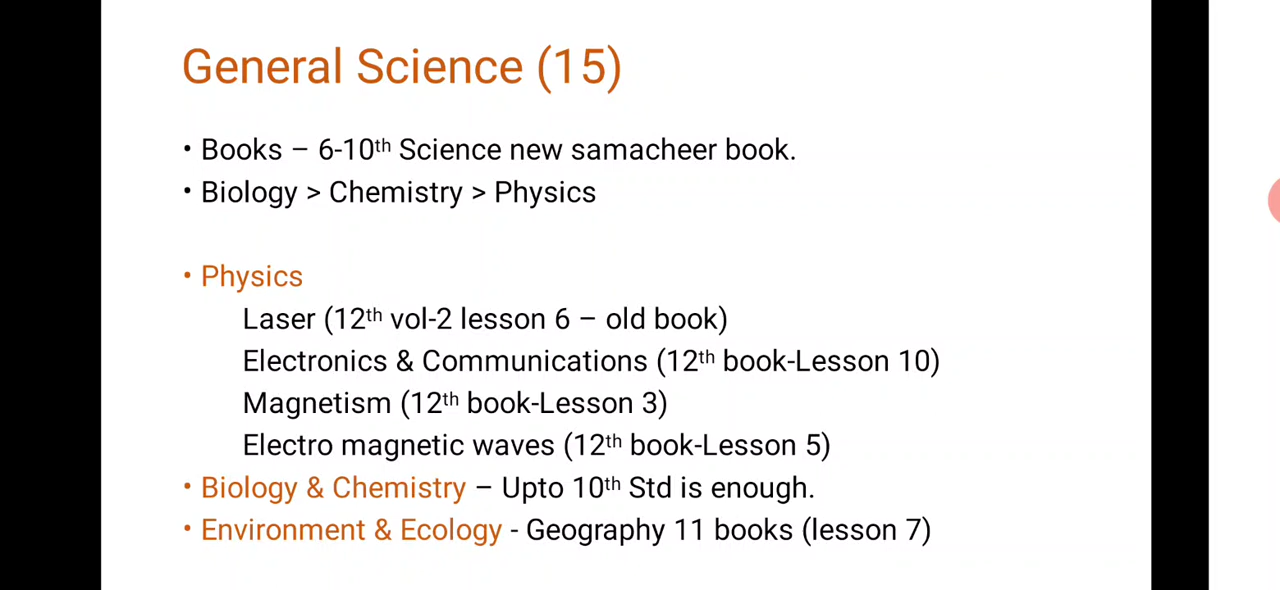 General Science (15)
• Books – 6-10th Science new samacheer book.
• Biology > Chemistry > Physics
• Physics
Laser (12th vol-2 lesson 6 – old book)
Electronics & Communications (12th book-Lesson 10)
Magnetism (12th book-Lesson 3)
Electro magnetic waves (12th book-Lesson 5)
• Biology & Chemistry – Upto 10th Std is enough.
• Environment & Ecology - Geography 11 books (lesson 7)